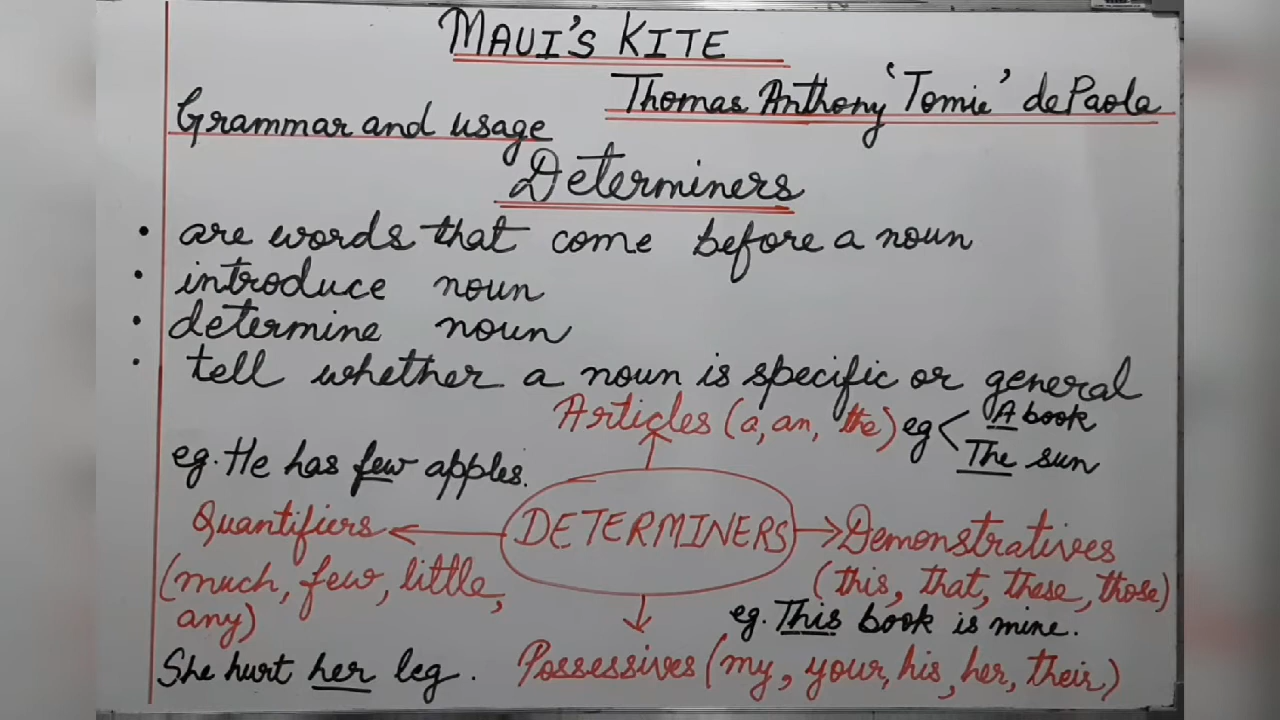 MAUI'S KITE
Thomas Anthony 'Tomie' dePaola
Grammar and usage
Determiners
• are words that come before a noun
• introduce noun
• determine noun
• tell whether a noun is specific or general
Articles (a, an, the) eg < A book
The sun
eg. He has few apples.
Quantifiers ← DETERMINERS → Demonstratives
(much, few, little, any)
(this, that, these, those)
eg. This book is mine.
She hurt her leg.
Possessives (my, your, his, her, their)